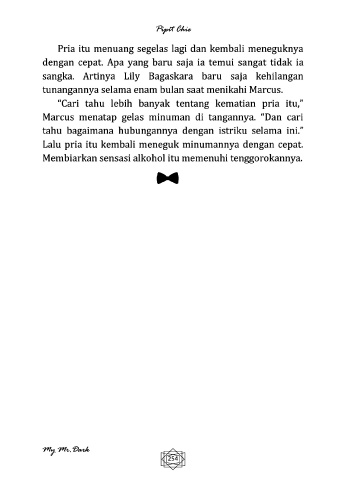 Pipit Chie
Pria itu menuang segelas lagi dan kembali meneguknya
dengan cepat. Apa yang baru saja ia temui sangat tidak ia
sangka. Artinya Lily Bagaskara baru saja kehilangan
tunangannya selama enam bulan saat menikahi Marcus.
“Cari tahu lebih banyak tentang kematian pria itu,”
Marcus menatap gelas minuman di tangannya. “Dan cari
tahu bagaimana hubungannya dengan istriku selama ini.”
Lalu pria itu kembali meneguk minumannya dengan cepat.
Membiarkan sensasi alkohol itu memenuhi tenggorokannya.
My Mr. Dark
254